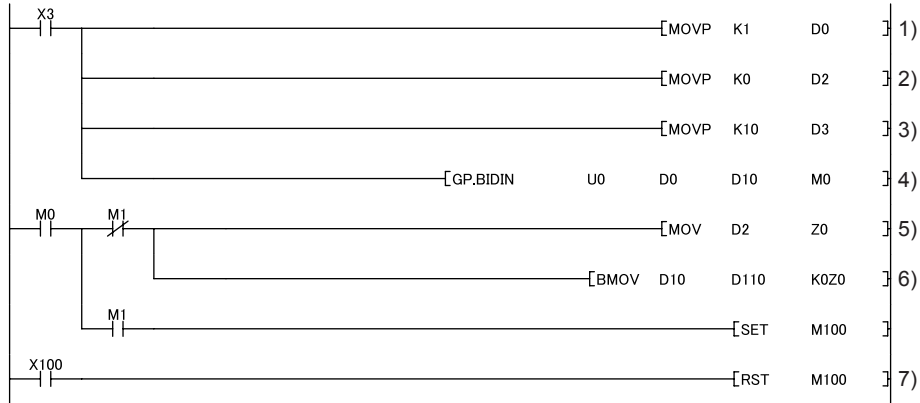 X3 MOVP K1 D0 1)
MOVP K0 D2 2)
MOVP K10 D3 3)
GP.BIDIN U0 D0 D10 M0 4)
M0 M1 MOV D2 Z0 5)
BMOV D10 D110 K0Z0 6)
M1 SET M100
X100 RST M100 7)